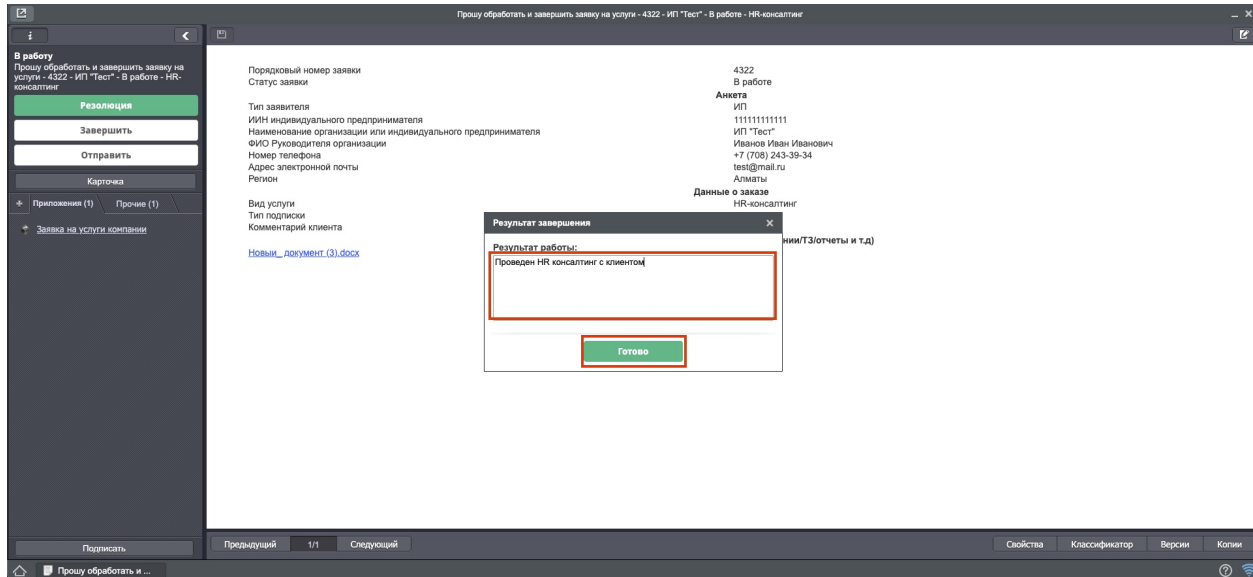 Прошу обработать и завершить заявку на услуги - 4322 - ИП "Тест" - В работе - HR-консалтинг
В работу
Прошу обработать и завершить заявку на
услуги - 4322 - ИП "Тест" - В работе - HR-
консалтинг
Резолюция
Завершить
Отправить
Карточка
Приложения (1) Прочие (1)
Заявка на услуги компании
Подписать
Порядковый номер заявки 4322
Статус заявки В работе
Анкета
Тип заявителя ИП
ИИН индивидуального предпринимателя 111111111111
Наименование организации или индивидуального предпринимателя ИП "Тест"
ФИО Руководителя организации Иванов Иван Иванович
Номер телефона +7 (708) 243-39-34
Адрес электронной почты test@mail.ru
Регион Алматы
Данные о заказе
Вид услуги HR-консалтинг
Тип подписки
Комментарий клиента
нии/ТЗ/отчеты и т.д)
Новыи_ документ (3).docx
Результат завершения
Результат работы:
Проведен HR консалтинг с клиентом
Готово
Предыдущий 1/1 Следующий
Свойства Классификатор Версии Копии
Прошу обработать и ...